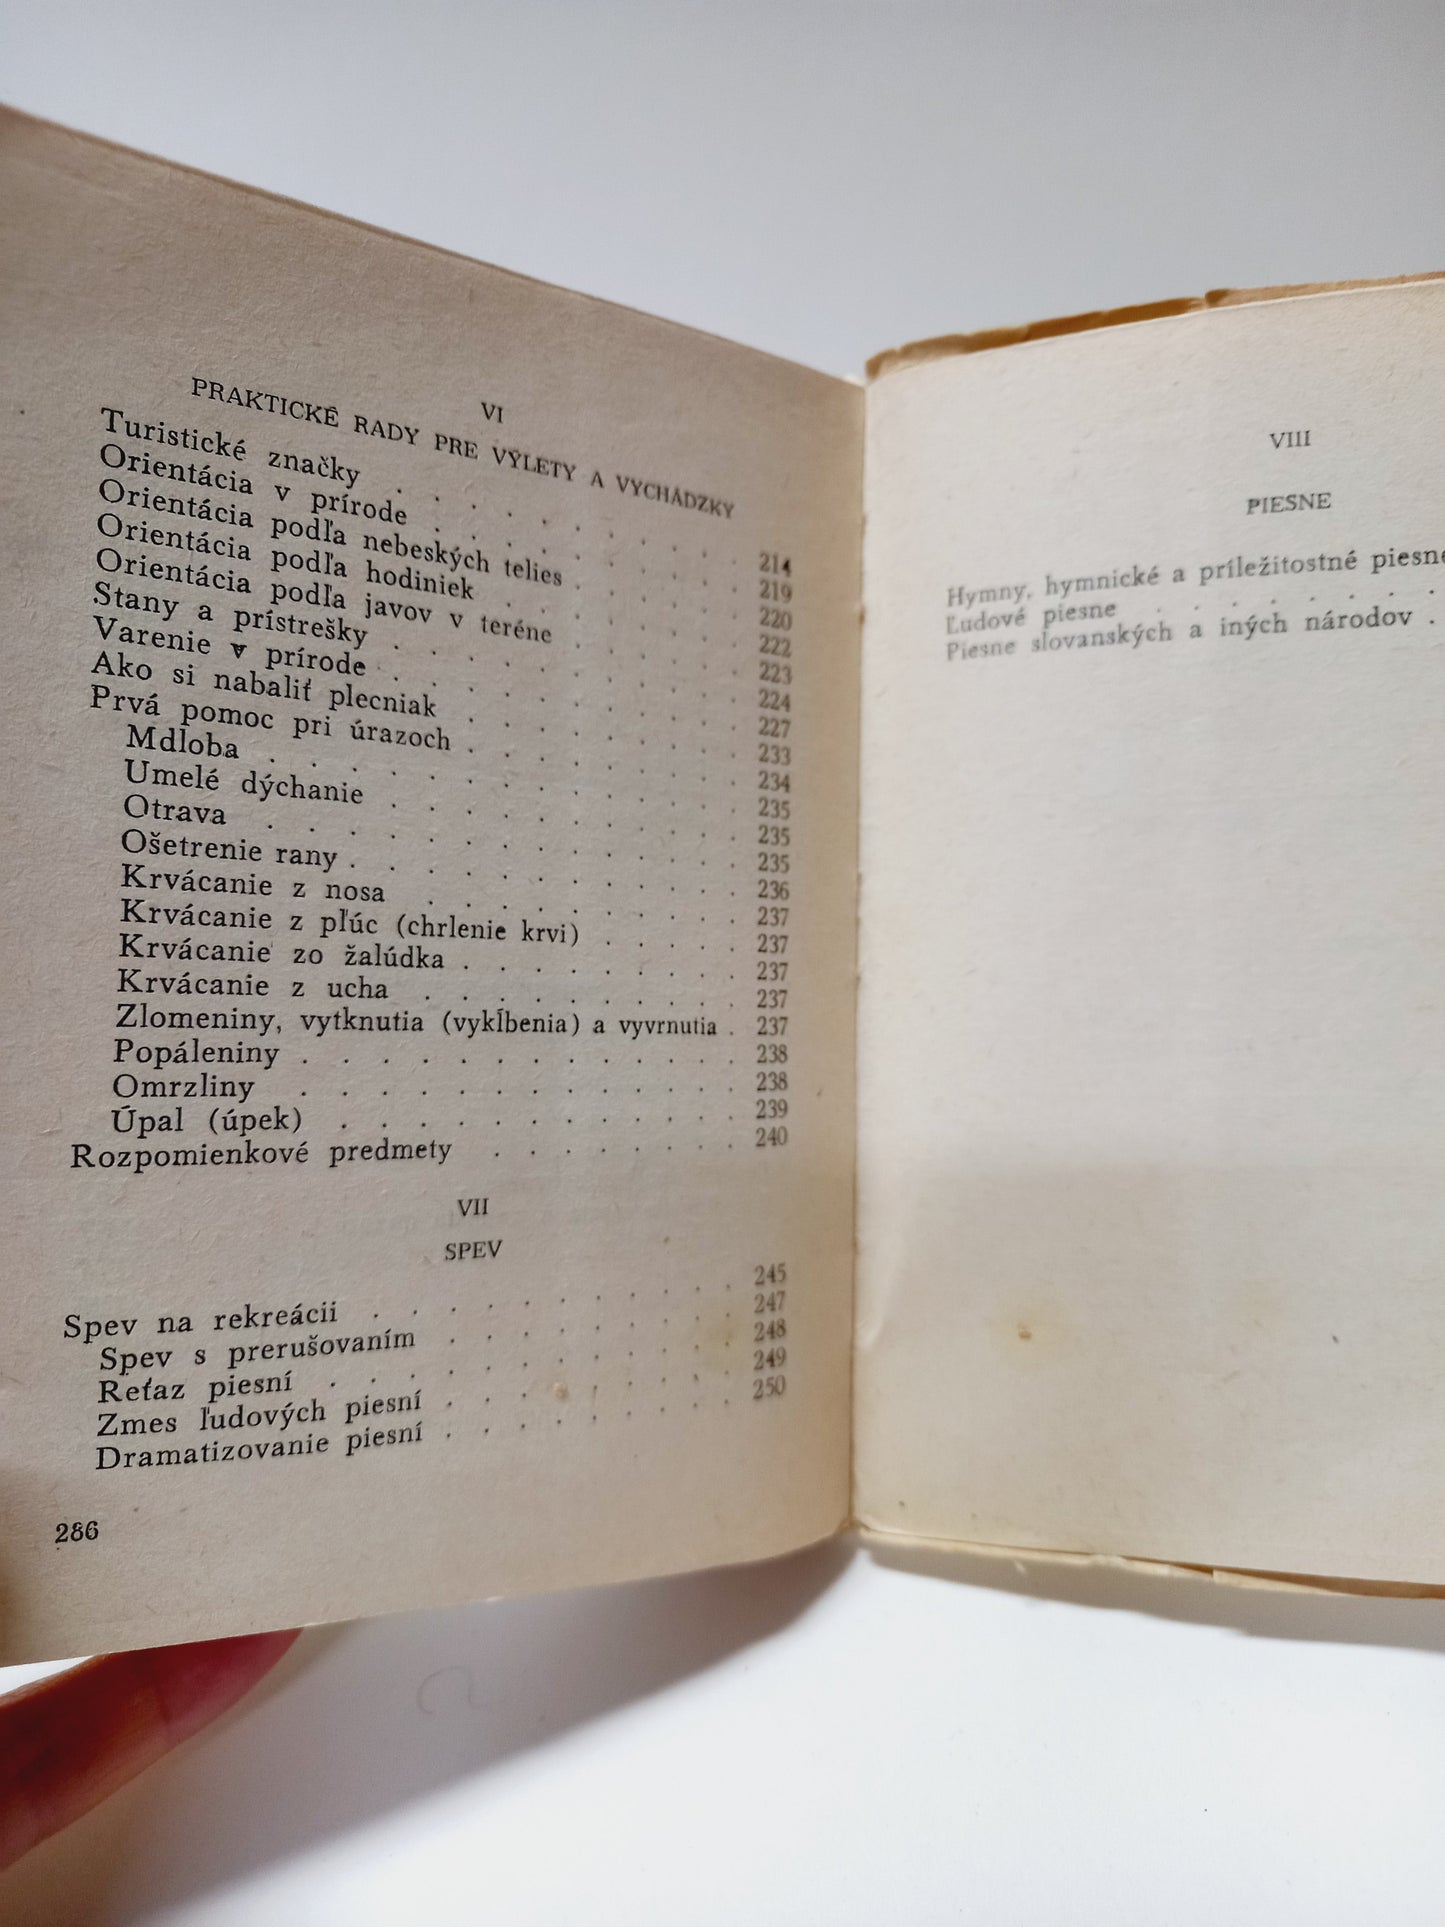 VI
PRAKTICKÉ RADY PRE VÝLETY A VYCHÁDZKY
Turistické značky . . . . . . . . . . 214
Orientácia v prírode . . . . . . . . . 219
Orientácia podľa nebeských telies . . . . . 220
Orientácia podľa hodiniek . . . . . . . 222
Orientácia podľa javov v teréne . . . . . 223
Stany a prístrešky . . . . . . . . . . 224
Varenie v prírode . . . . . . . . . . 227
Ako si nabaliť plecniak . . . . . . . . 233
Prvá pomoc pri úrazoch . . . . . . . . 234
Mdloba . . . . . . . . . . . . . 235
Umelé dýchanie . . . . . . . . . . 235
Otrava . . . . . . . . . . . . . 235
Ošetrenie rany . . . . . . . . . . . 236
Krvácanie z nosa . . . . . . . . . 237
Krvácanie z pľúc (chrlenie krvi) . . . . 237
Krvácanie zo žalúdka . . . . . . . . 237
Krvácanie z ucha . . . . . . . . . 237
Zlomeniny, vytknutia (vykĺbenia) a vyvrnutia . 237
Popáleniny . . . . . . . . . . . . 238
Omrzliny . . . . . . . . . . . . 238
Úpal (úpek) . . . . . . . . . . . 239
Rozpomienkové predmety . . . . . . . 240
VII
SPEV
Spev na rekreácii . . . . . . . . . . 245
Spev s prerušovaním . . . . . . . . 247
Reťaz piesní . . . . . . . . . . . 248
Zmes ľudových piesní . . . . . . . . 249
Dramatizovanie piesní . . . . . . . . 250
286
VIII
PIESNE
Hymny, hymnické a príležitostné piesne
Ľudové piesne . . . . . . . .
Piesne slovanských a iných národov .